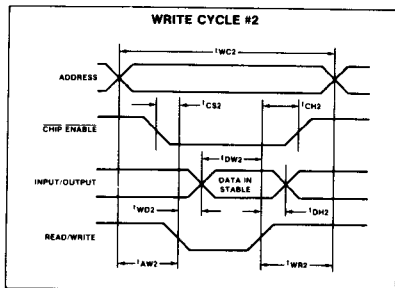 WRITE CYCLE #2
tWC2
ADDRESS
tCS2
tCH2
CHIP ENABLE
tDW2
INPUT/OUTPUT
DATA IN
STABLE
tWD2
tDH2
READ/WRITE
tAW2
tWR2